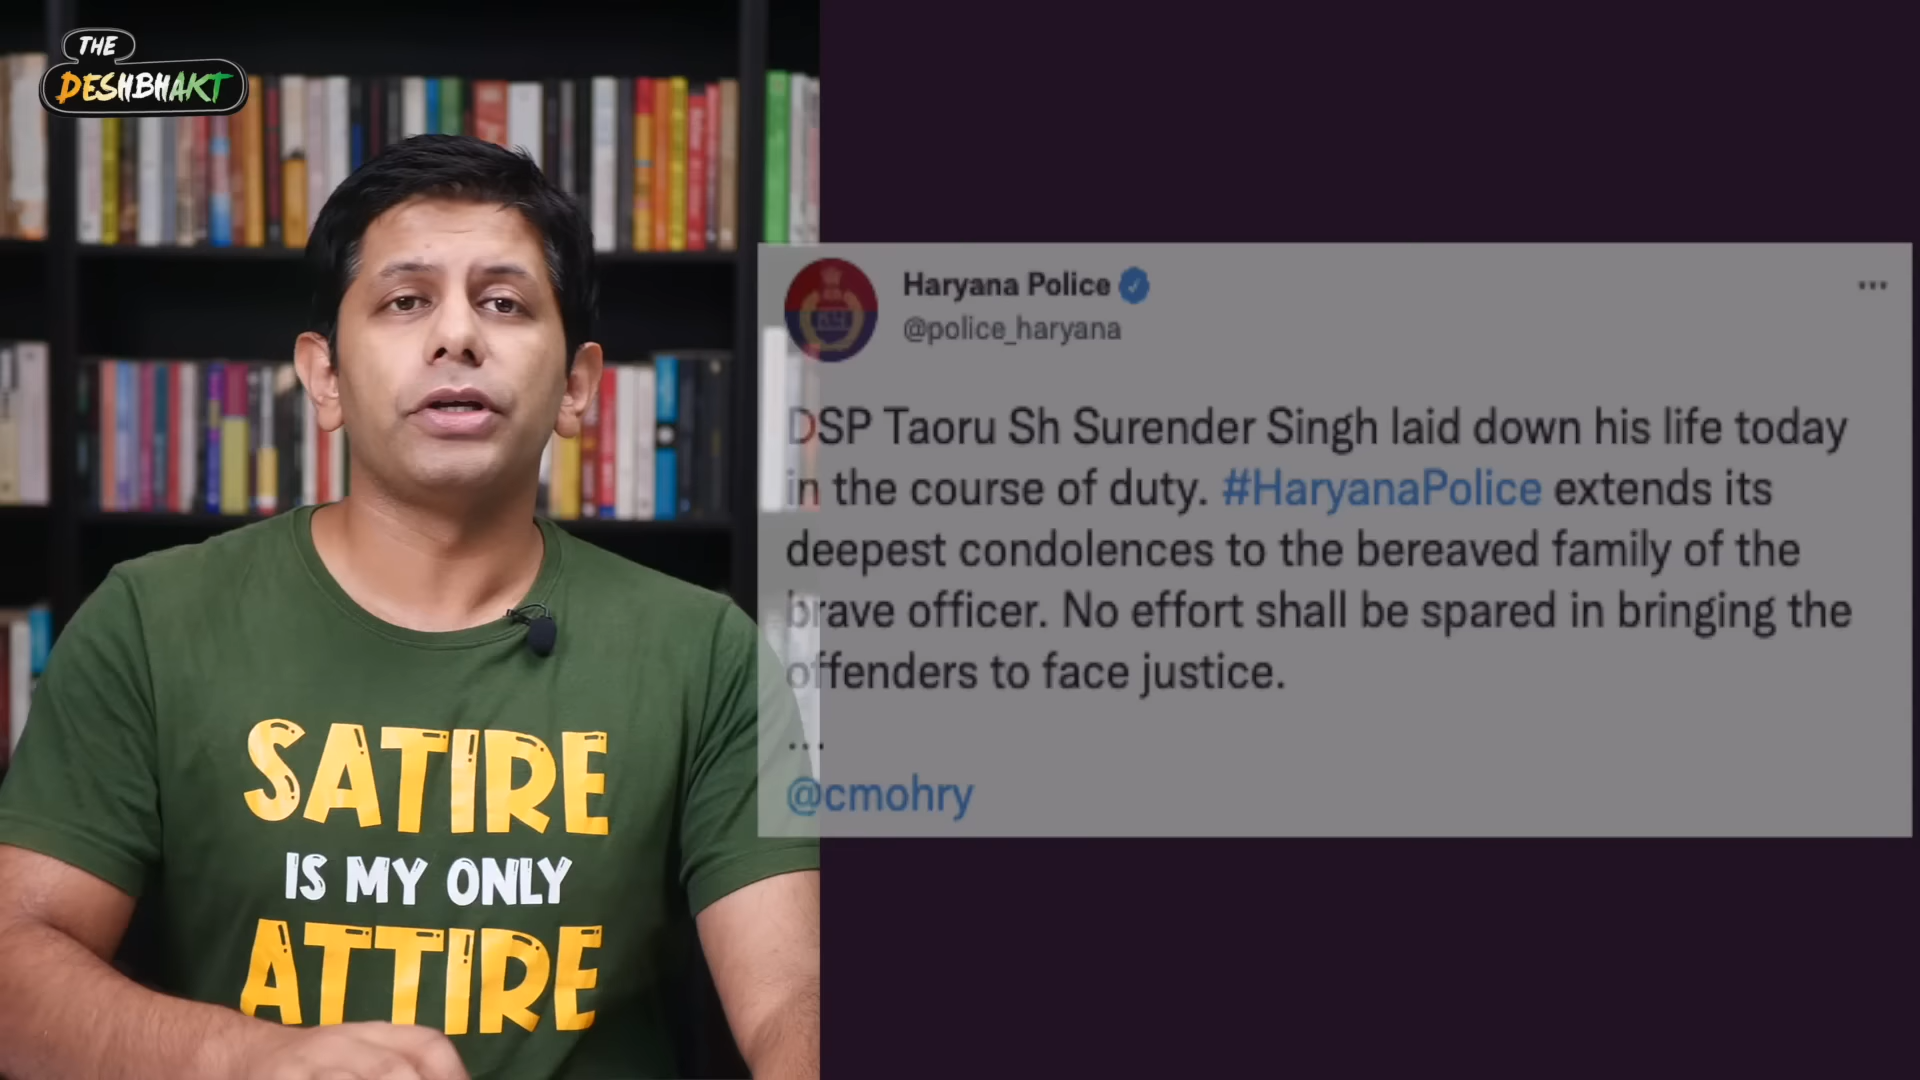 THE
DESHBHAKT
Haryana Police
@police_haryana
DSP Taoru Sh Surender Singh laid down his life today
in the course of duty. #HaryanaPolice extends its
deepest condolences to the bereaved family of the
brave officer. No effort shall be spared in bringing the
offenders to face justice.
...
@cmohry
SATIRE
IS MY ONLY
ATTIRE